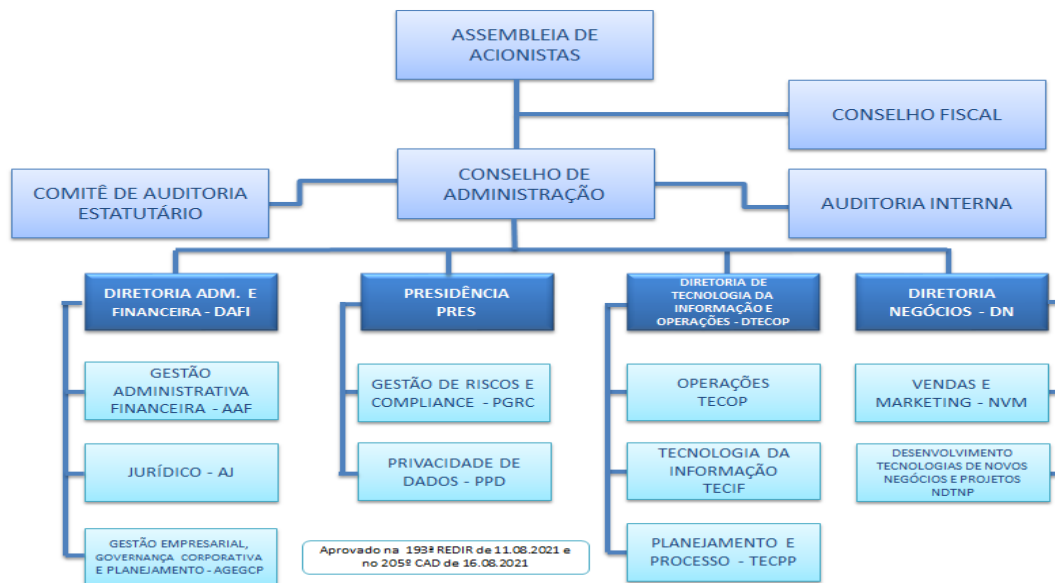 ASSEMBLEIA DE
ACIONISTAS
CONSELHO FISCAL
CONSELHO DE
ADMINISTRAÇÃO
COMITÊ DE AUDITORIA
ESTATUTÁRIO
AUDITORIA INTERNA
DIRETORIA ADM. E
FINANCEIRA - DAFI
PRESIDÊNCIA
PRES
DIRETORIA DE
TECNOLOGIA DA
INFORMAÇÃO E
OPERAÇÕES - DTECOP
DIRETORIA
NEGÓCIOS - DN
GESTÃO
ADMINISTRATIVA
FINANCEIRA - AAF
GESTÃO DE RISCOS E
COMPLIANCE - PGRC
OPERAÇÕES
TECOP
VENDAS E
MARKETING - NVM
JURÍDICO - AJ
PRIVACIDADE DE
DADOS - PPD
TECNOLOGIA DA
INFORMAÇÃO
TECIF
DESENVOLVIMENTO
TECNOLOGIAS DE NOVOS
NEGÓCIOS E PROJETOS
NDTNP
GESTÃO EMPRESARIAL,
GOVERNANÇA CORPORATIVA
E PLANEJAMENTO - AGEGCP
Aprovado na 193ª REDIR de 11.08.2021 e
no 205º CAD de 16.08.2021
PLANEJAMENTO E
PROCESSO - TECPP